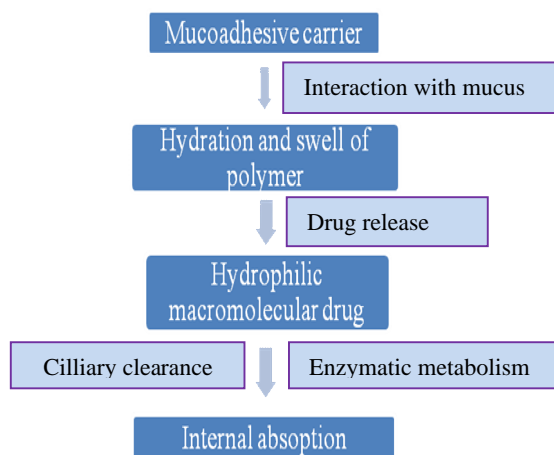 Mucoadhesive carrier
Interaction with mucus
Hydration and swell of
polymer
Drug release
Hydrophilic
macromolecular drug
Cilliary clearance
Enzymatic metabolism
Internal absoption